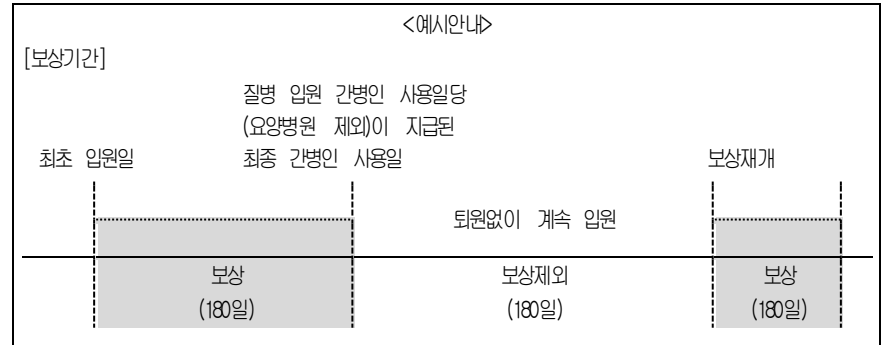 <예시안내>
[보상기간]
질병 입원 간병인 사용일당
(요양병원 제외)이 지급된
최초 입원일 최종 간병인 사용일 보상재개
퇴원없이 계속 입원
보상 보상제외 보상
(180일) (180일) (180일)